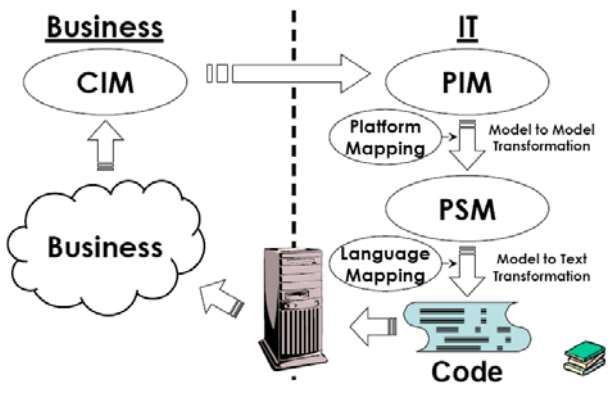 Business
IT
CIM
PIM
Platform
Mapping
Model to Model
Transformation
PSM
Business
Language
Mapping
Model to Text
Transformation
Code